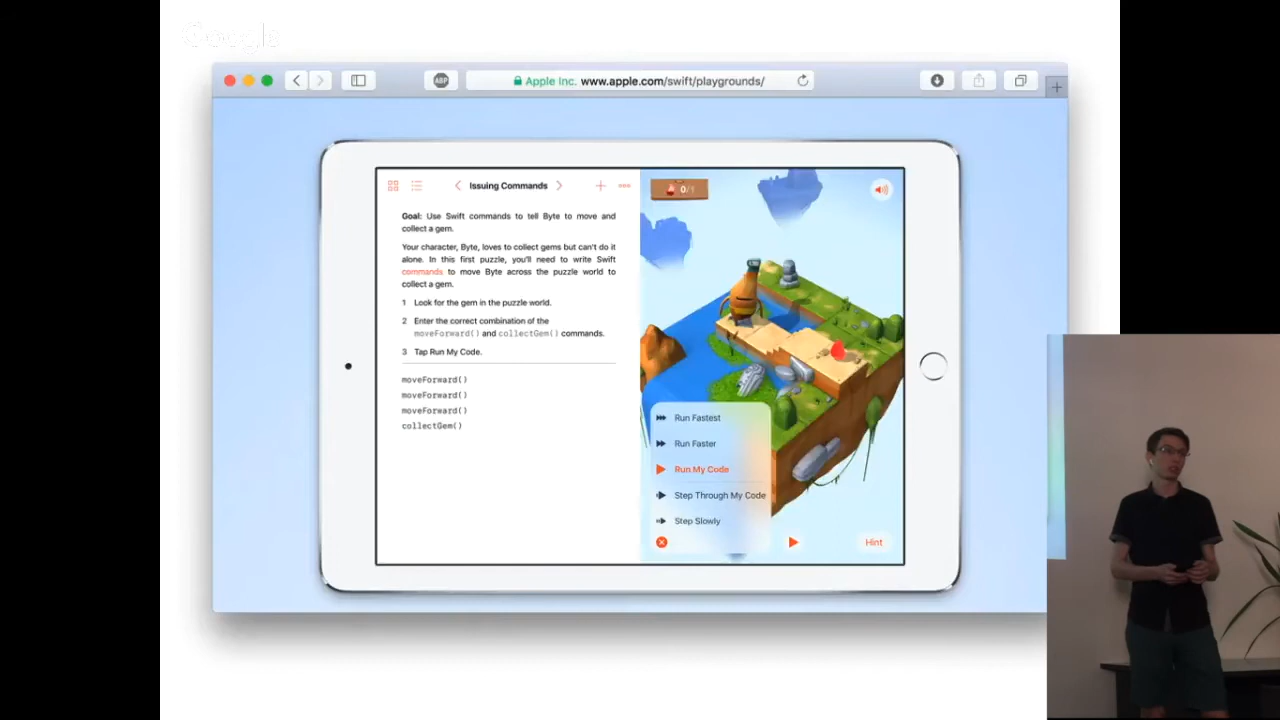 Google
ABP
Apple Inc. www.apple.com/swift/playgrounds/
Issuing Commands
Goal: Use Swift commands to tell Byte to move and
collect a gem.
Your character, Byte, loves to collect gems but can't do it
alone. In this first puzzle, you'll need to write Swift
commands to move Byte across the puzzle world to
collect a gem.
1 Look for the gem in the puzzle world.
2 Enter the correct combination of the
moveForward() and collectGem() commands.
3 Tap Run My Code.
moveForward()
moveForward()
moveForward()
collectGem()
0/1
Run Fastest
Run Faster
Run My Code
Step Through My Code
Step Slowly
Hint